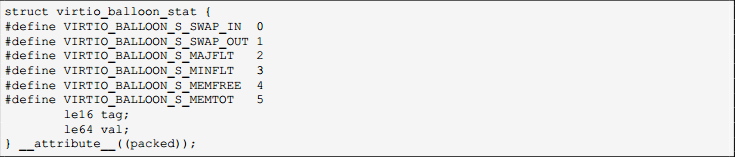 struct virtio_balloon_stat {
#define VIRTIO_BALLOON_S_SWAP_IN  0
#define VIRTIO_BALLOON_S_SWAP_OUT 1
#define VIRTIO_BALLOON_S_MAJFLT   2
#define VIRTIO_BALLOON_S_MINFLT   3
#define VIRTIO_BALLOON_S_MEMFREE  4
#define VIRTIO_BALLOON_S_MEMTOT   5
        le16 tag;
        le64 val;
} __attribute__((packed));